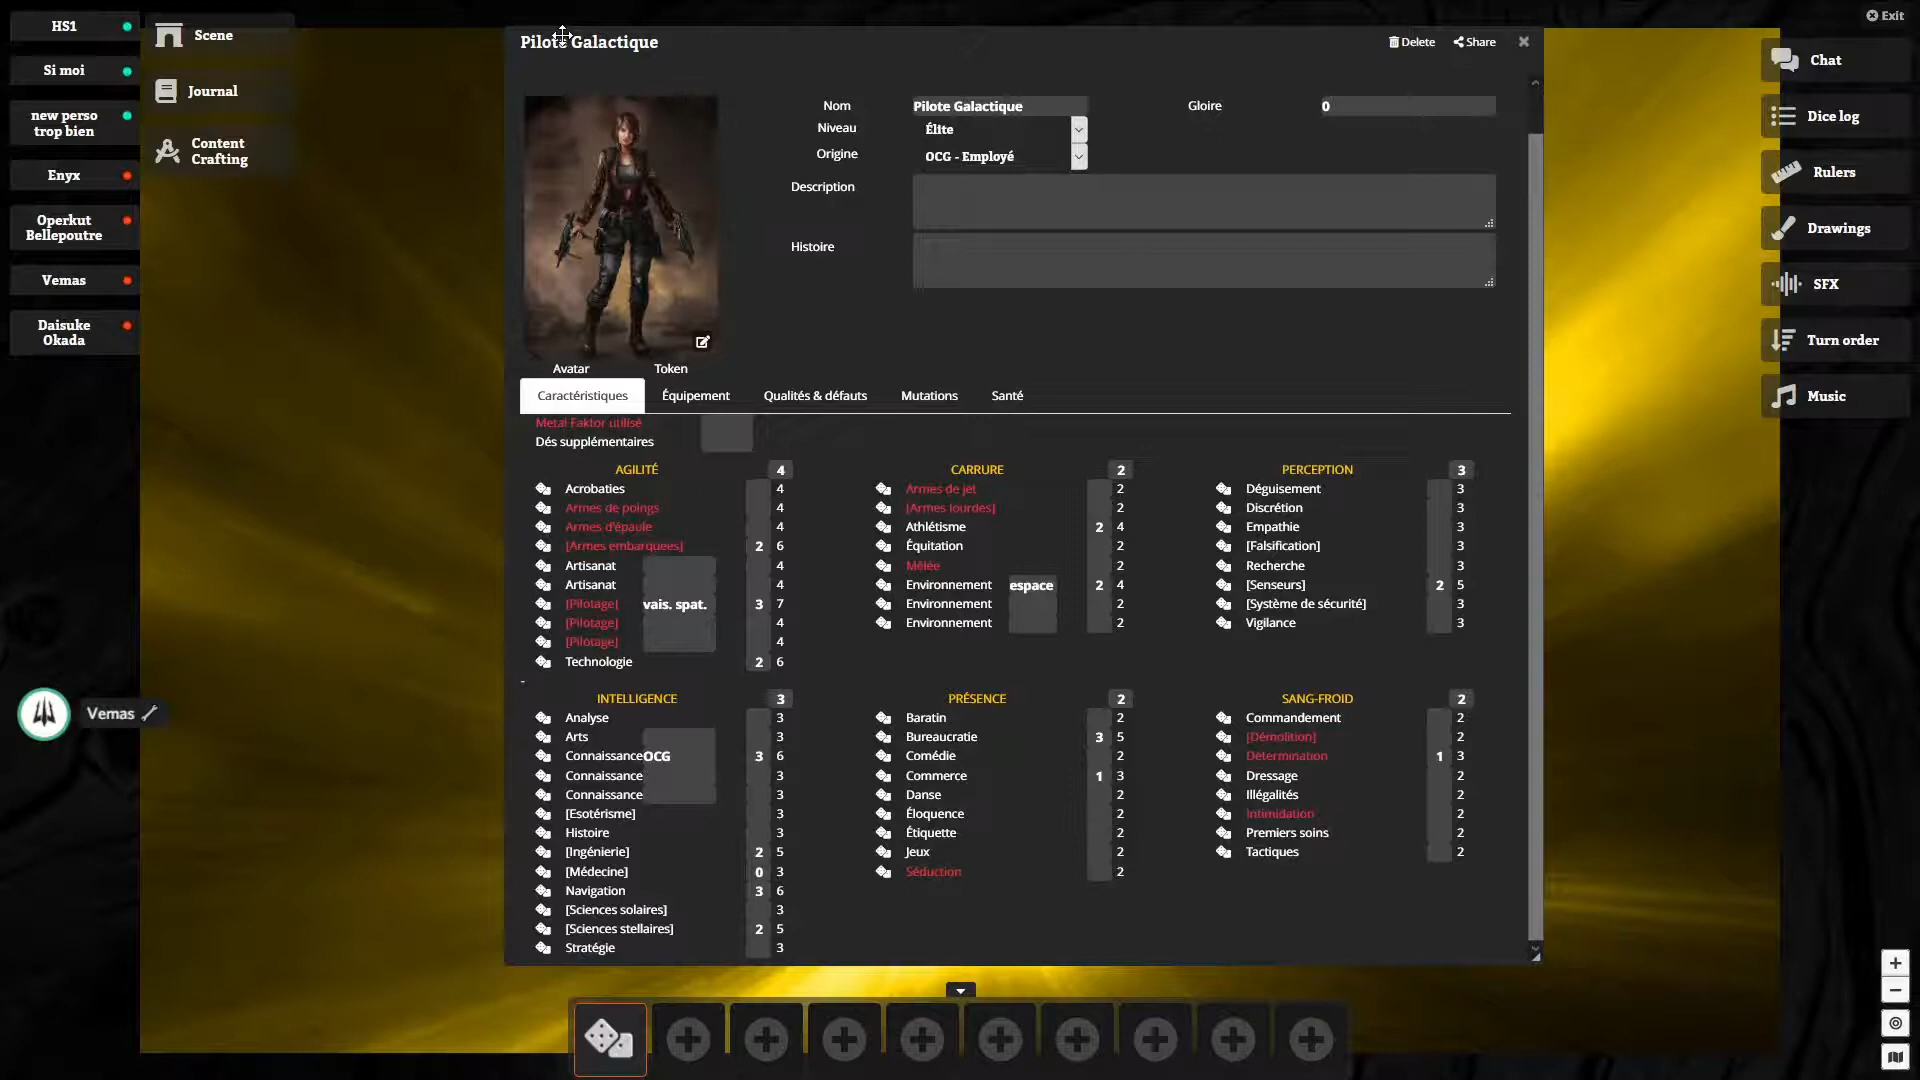 HS1
Si moi
new perso
trop bien
Enyx
Operkut
Bellepoutre
Vemas
Daisuke
Okada
Scene
Journal
Content
Crafting
Vemas
Pilote Galactique
Delete
Share
Exit
Nom
Pilote Galactique
Gloire
0
Niveau
Élite
Origine
OCG - Employé
Description
Histoire
Avatar
Token
Caractéristiques
Équipement
Qualités & défauts
Mutations
Santé
Metal Faktor utilisé
Dés supplémentaires
AGILITÉ 4
Acrobaties 4
Armes de poings 4
Armes d'épaule 4
[Armes embarquées] 2 6
Artisanat 4
Artisanat 4
[Pilotage] vais. spat. 3 7
[Pilotage] 4
[Pilotage] 4
Technologie 2 6
-
CARRURE 2
Armes de jet 2
[Armes lourdes] 2
Athlétisme 2 4
Équitation 2
Mêlée 2
Environnement espace 2 4
Environnement 2
Environnement 2
PERCEPTION 3
Déguisement 3
Discrétion 3
Empathie 3
[Falsification] 3
Recherche 3
[Senseurs] 2 5
[Système de sécurité] 3
Vigilance 3
INTELLIGENCE 3
Analyse 3
Arts 3
Connaissance OCG 3 6
Connaissance 3
Connaissance 3
[Esotérisme] 3
Histoire 3
[Ingénierie] 2 5
[Médecine] 0 3
Navigation 3 6
[Sciences solaires] 3
[Sciences stellaires] 2 5
Stratégie 3
PRÉSENCE 2
Baratin 2
Bureaucratie 3 5
Comédie 2
Commerce 1 3
Danse 2
Éloquence 2
Étiquette 2
Jeux 2
Séduction 2
SANG-FROID 2
Commandement 2
[Démolition] 2
Détermination 1 3
Dressage 2
Illégalités 2
Intimidation 2
Premiers soins 2
Tactiques 2
Chat
Dice log
Rulers
Drawings
SFX
Turn order
Music